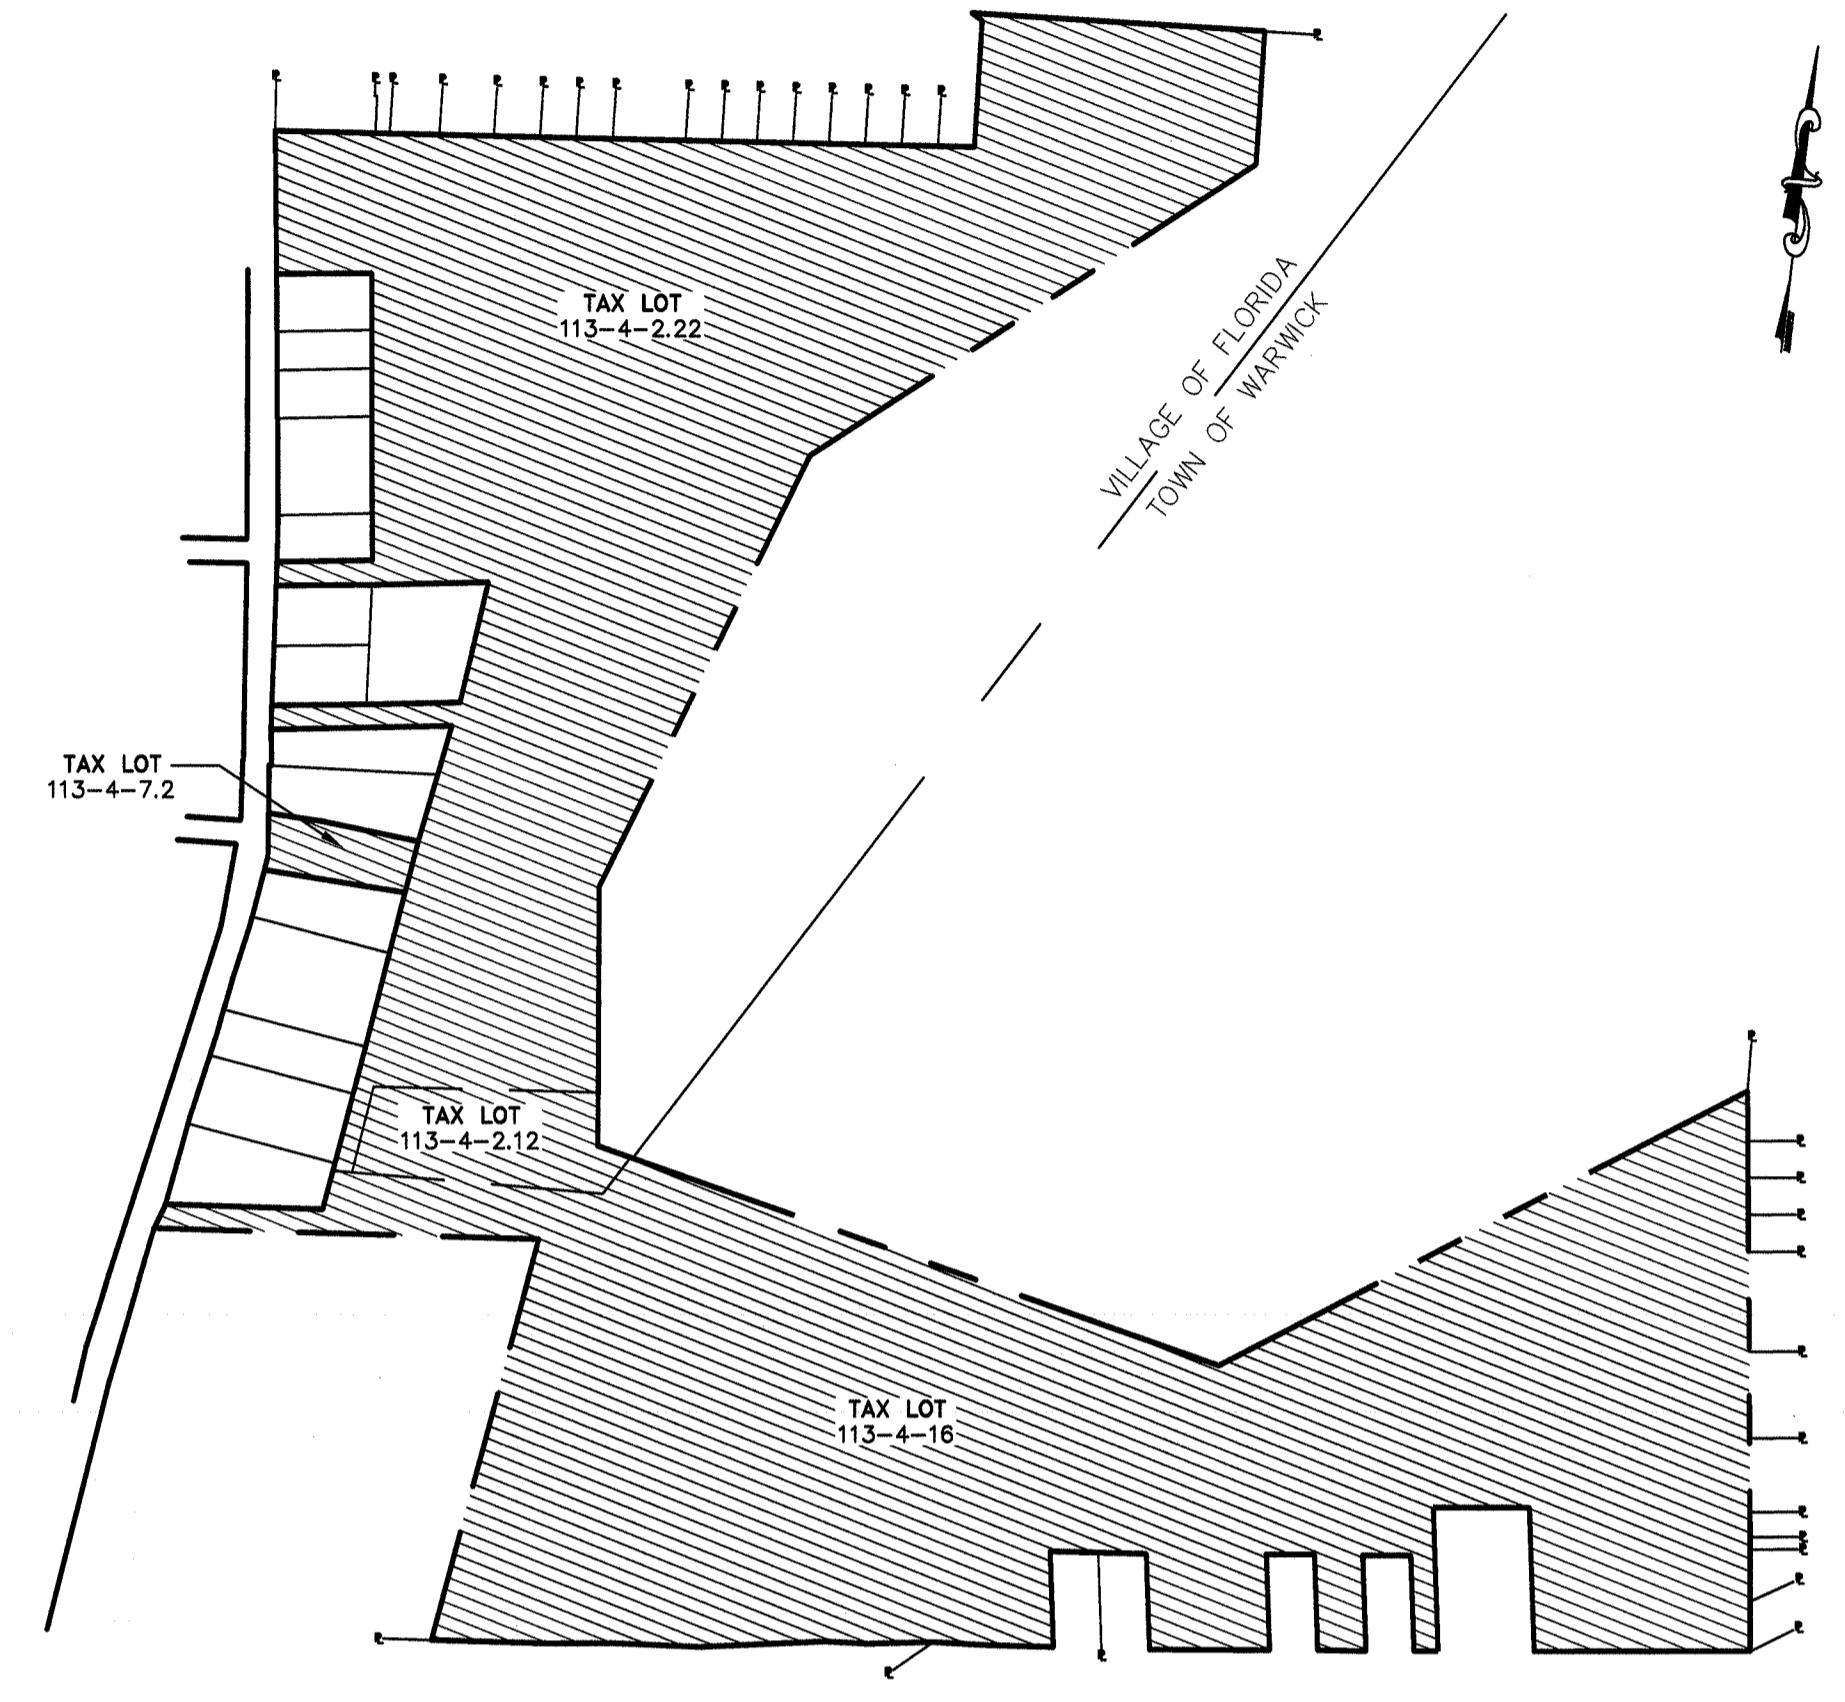 TAX LOT
113-4-2.22
VILLAGE OF FLORIDA
TOWN OF WARWICK
TAX LOT
113-4-7.2
TAX LOT
113-4-2.12
TAX LOT
113-4-16